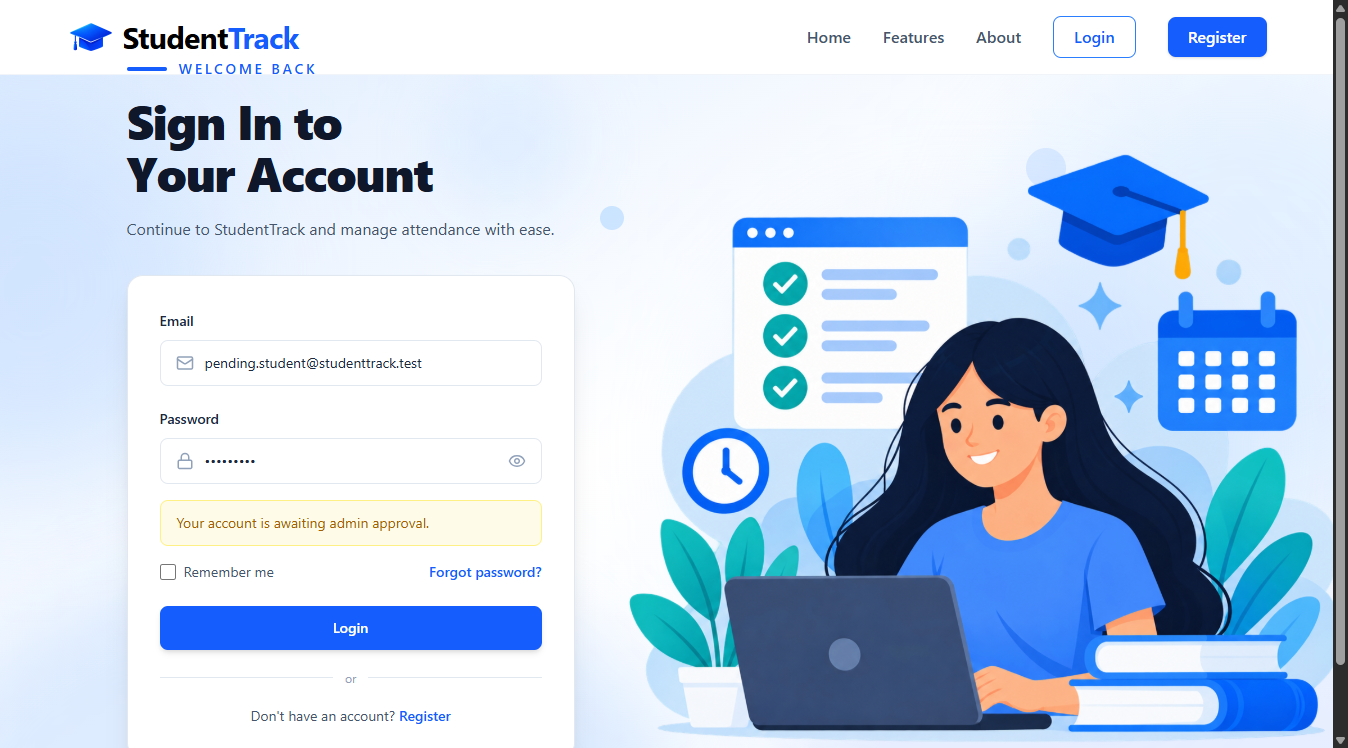 StudentTrack
Home Features About Login Register
WELCOME BACK
Sign In to
Your Account
Continue to StudentTrack and manage attendance with ease.
Email
pending.student@studenttrack.test
Password
•••••••••
Your account is awaiting admin approval.
Remember me Forgot password?
Login
or
Don't have an account? Register